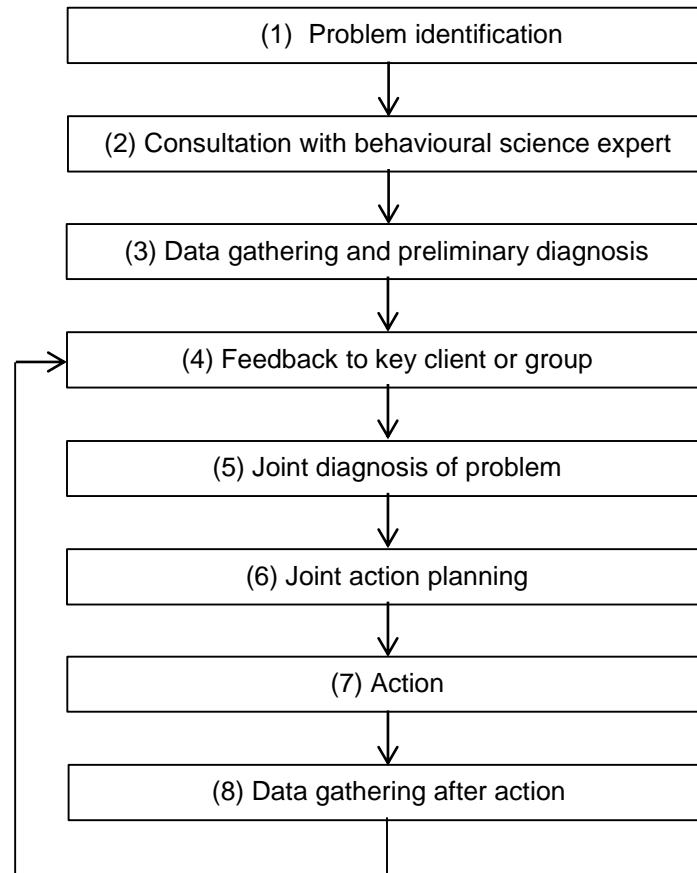 (1) Problem identification
(2) Consultation with behavioural science expert
(3) Data gathering and preliminary diagnosis
(4) Feedback to key client or group
(5) Joint diagnosis of problem
(6) Joint action planning
(7) Action
(8) Data gathering after action